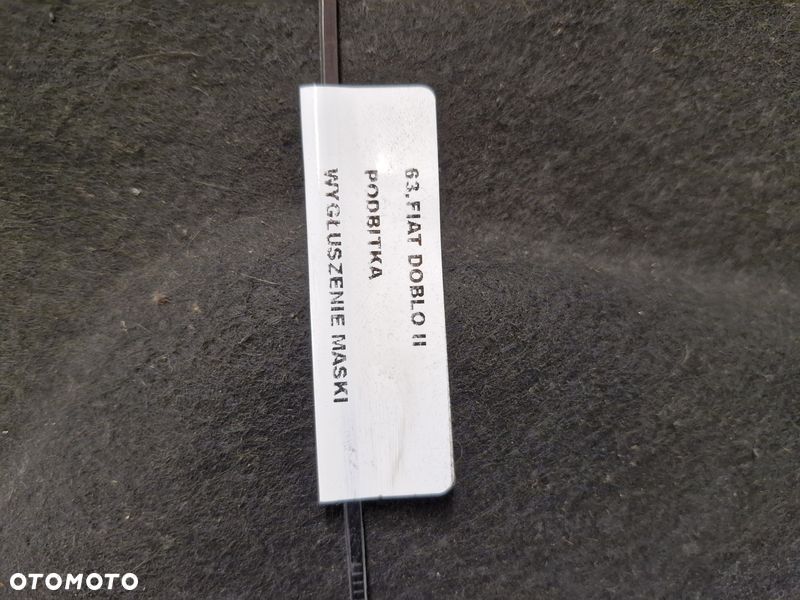 63.FIAT DOBLO II
PODBITKA
WYGŁUSZENIE MASKI
OTOMOTO